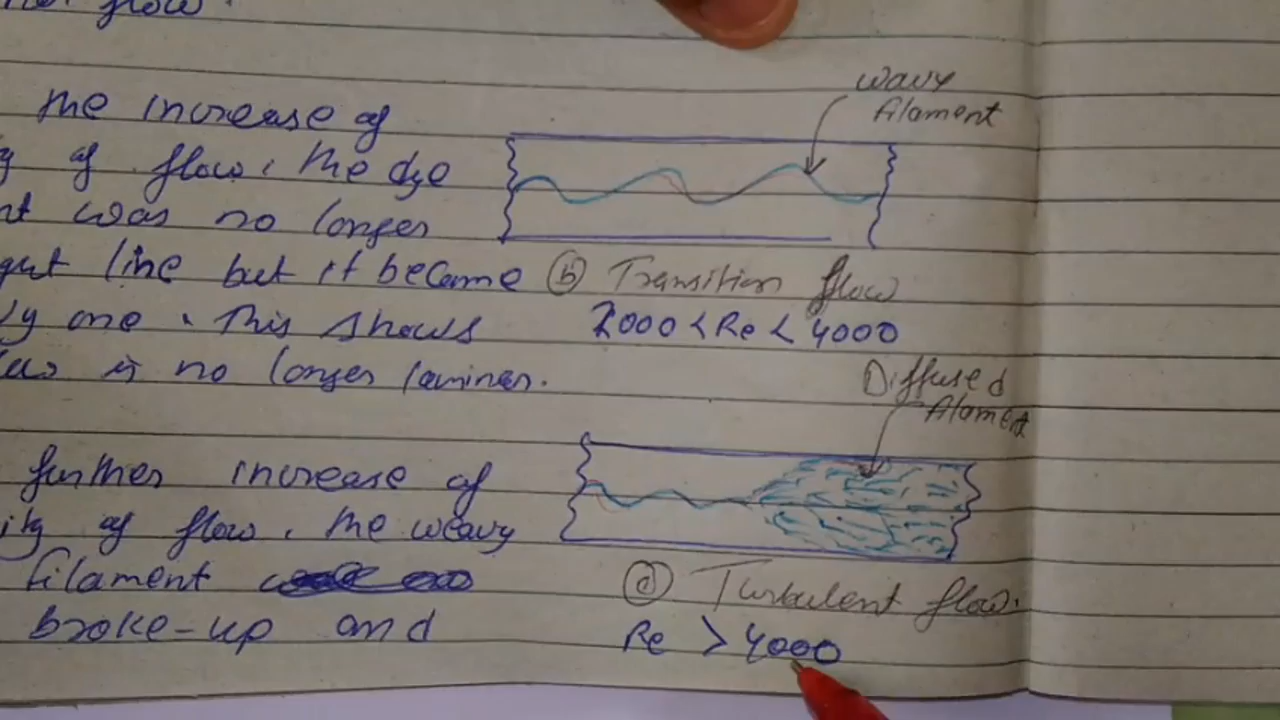 flow.
the increase of
of flow, the dye
was no longer
line but it became
one. This shows
is no longer laminar.
further increase of
of flow, the weavy
filament
broke-up and
wavy
filament
(b) Transition flow
2000 < Re < 4000
Diffused
filament
(d) Turbulent flow.
Re > 4000